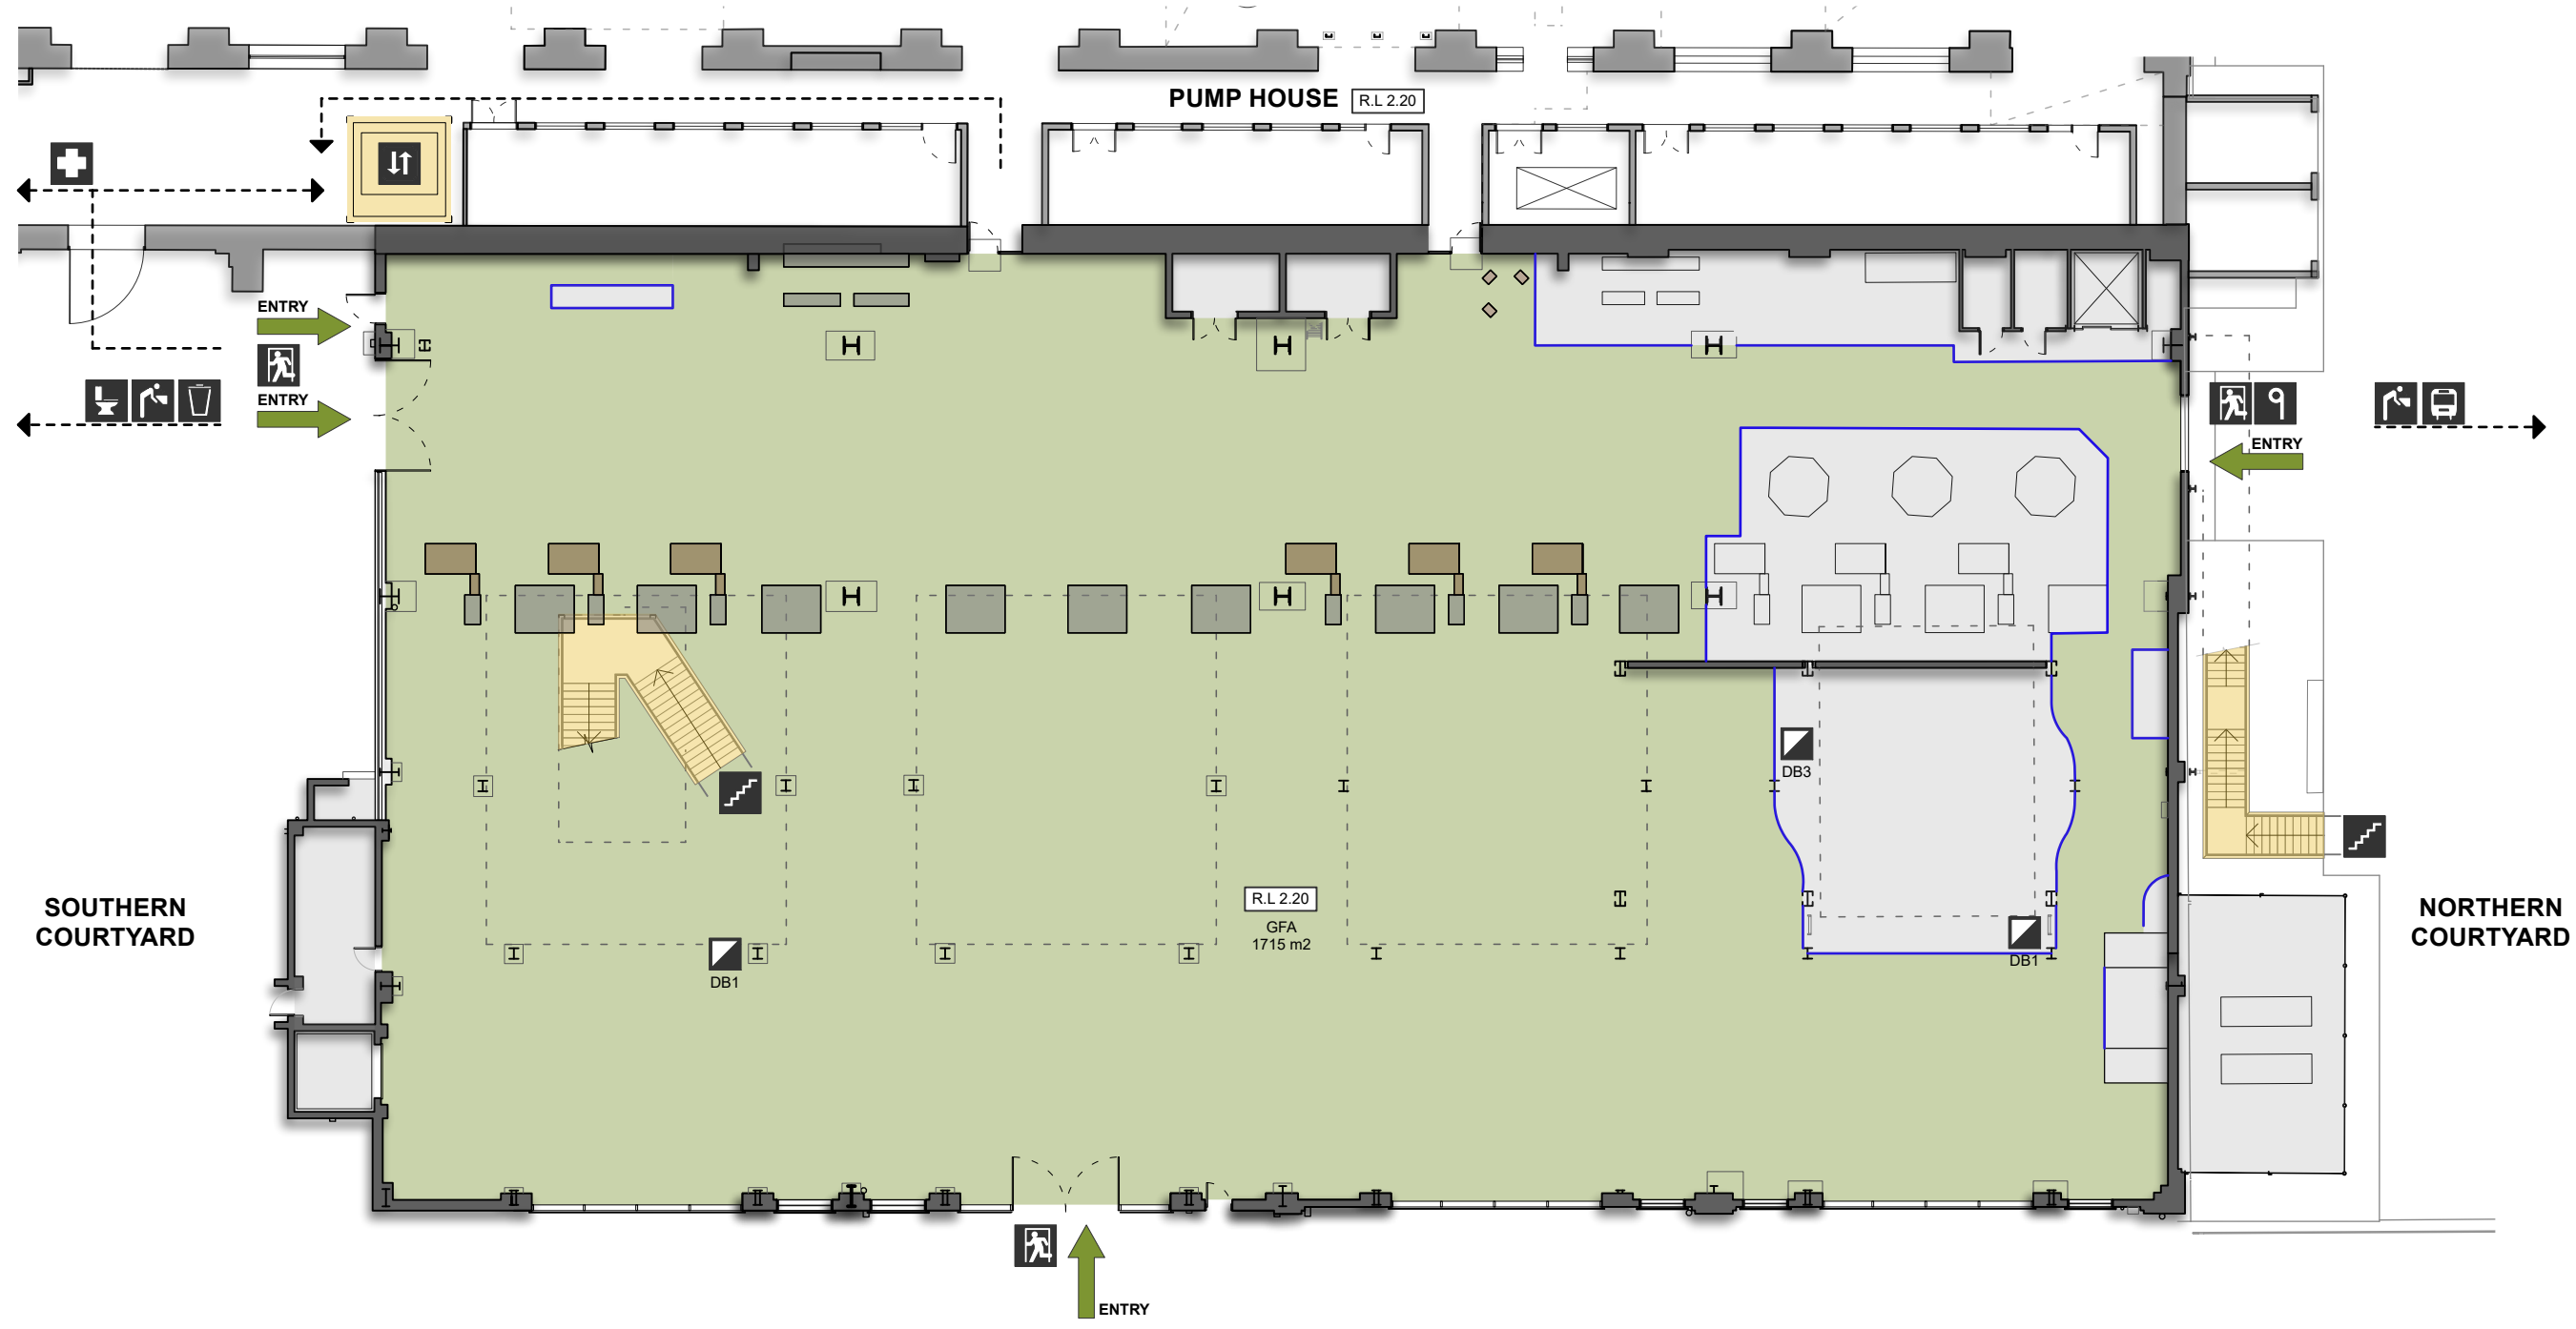 PUMP HOUSE
R.L 2.20
ENTRY
ENTRY
ENTRY
DB3
SOUTHERN
COURTYARD
R.L 2.20
GFA
1715 m2
DB1
DB1
NORTHERN
COURTYARD
ENTRY